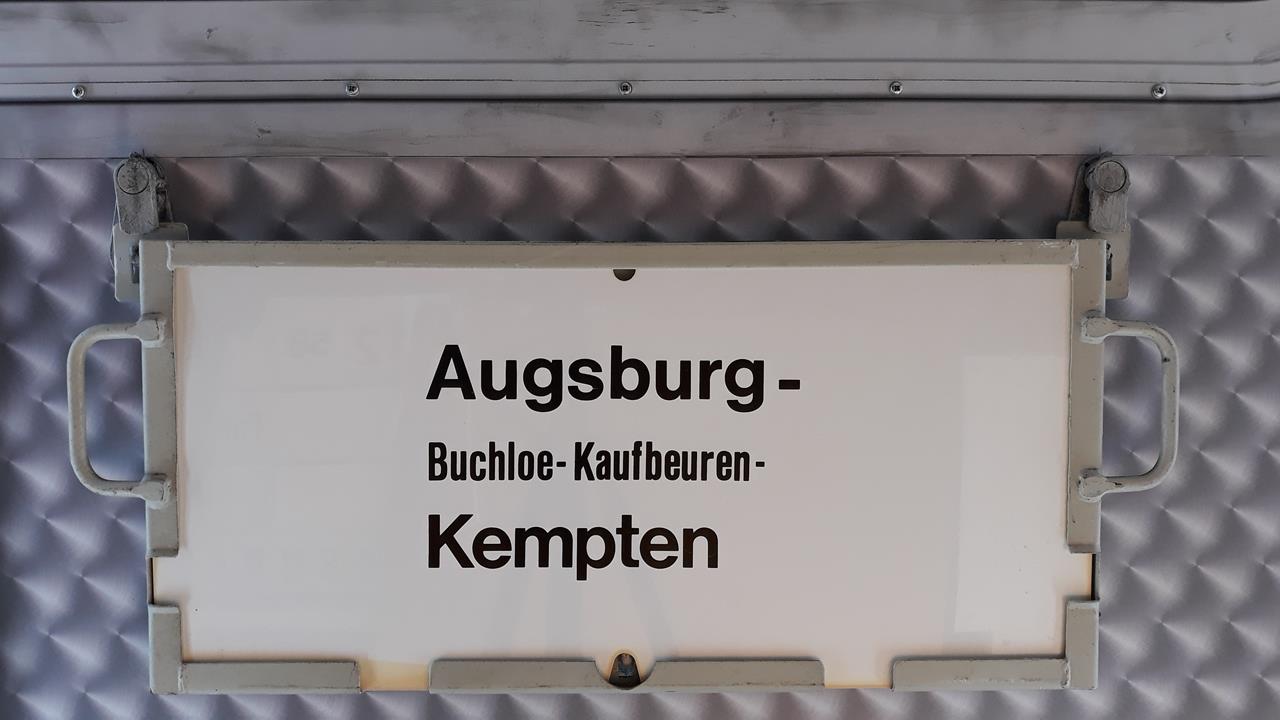 Augsburg -
Buchloe- Kaufbeuren -
Kempten